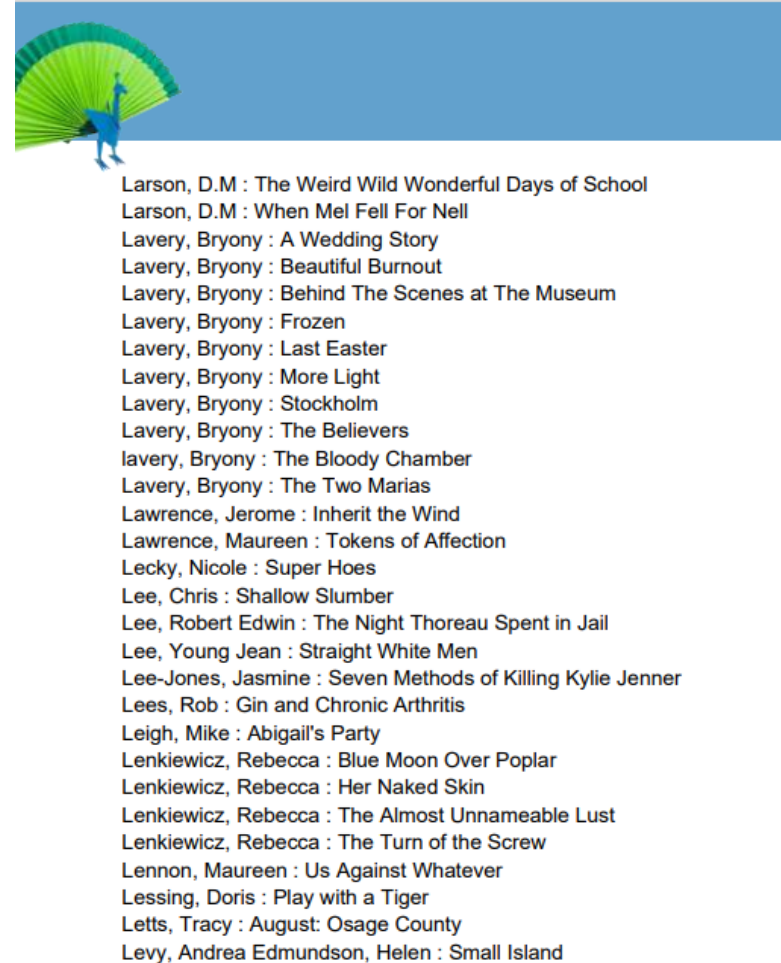 Larson, D.M : The Weird Wild Wonderful Days of School
Larson, D.M : When Mel Fell For Nell
Lavery, Bryony : A Wedding Story
Lavery, Bryony : Beautiful Burnout
Lavery, Bryony : Behind The Scenes at The Museum
Lavery, Bryony : Frozen
Lavery, Bryony : Last Easter
Lavery, Bryony : More Light
Lavery, Bryony : Stockholm
Lavery, Bryony : The Believers
lavery, Bryony : The Bloody Chamber
Lavery, Bryony : The Two Marias
Lawrence, Jerome : Inherit the Wind
Lawrence, Maureen : Tokens of Affection
Lecky, Nicole : Super Hoes
Lee, Chris : Shallow Slumber
Lee, Robert Edwin : The Night Thoreau Spent in Jail
Lee, Young Jean : Straight White Men
Lee-Jones, Jasmine : Seven Methods of Killing Kylie Jenner
Lees, Rob : Gin and Chronic Arthritis
Leigh, Mike : Abigail's Party
Lenkiewicz, Rebecca : Blue Moon Over Poplar
Lenkiewicz, Rebecca : Her Naked Skin
Lenkiewicz, Rebecca : The Almost Unnameable Lust
Lenkiewicz, Rebecca : The Turn of the Screw
Lennon, Maureen : Us Against Whatever
Lessing, Doris : Play with a Tiger
Letts, Tracy : August: Osage County
Levy, Andrea Edmundson, Helen : Small Island